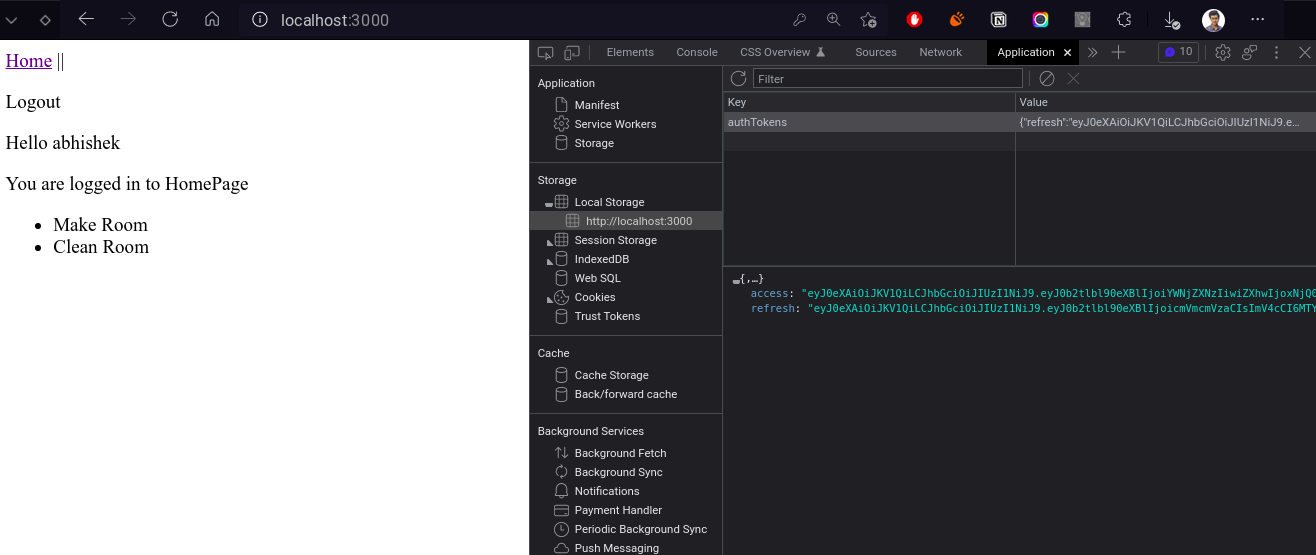 localhost:3000
Home ||
Logout
Hello abhishek
You are logged in to HomePage
Make Room
Clean Room
Elements Console CSS Overview Sources Network Application 10
Application
Manifest
Service Workers
Storage
Storage
Local Storage
http://localhost:3000
Session Storage
IndexedDB
Web SQL
Cookies
Trust Tokens
Cache
Cache Storage
Back/forward cache
Background Services
Background Fetch
Background Sync
Notifications
Payment Handler
Periodic Background Sync
Push Messaging
Filter
Key Value
authTokens {"refresh":"eyJ0eXAiOiJKV1QiLCJhbGciOiJIUzI1NiJ9.e…
{,…}
access: "eyJ0eXAiOiJKV1QiLCJhbGciOiJIUzI1NiJ9.eyJ0b2tlbl90eXBlIjoiYWNjZXNzIiwiZXhwIjoxNjQ6
refresh: "eyJ0eXAiOiJKV1QiLCJhbGciOiJIUzI1NiJ9.eyJ0b2tlbl90eXBlIjoicmVmcmVzaCIsImV4cCI6MTY